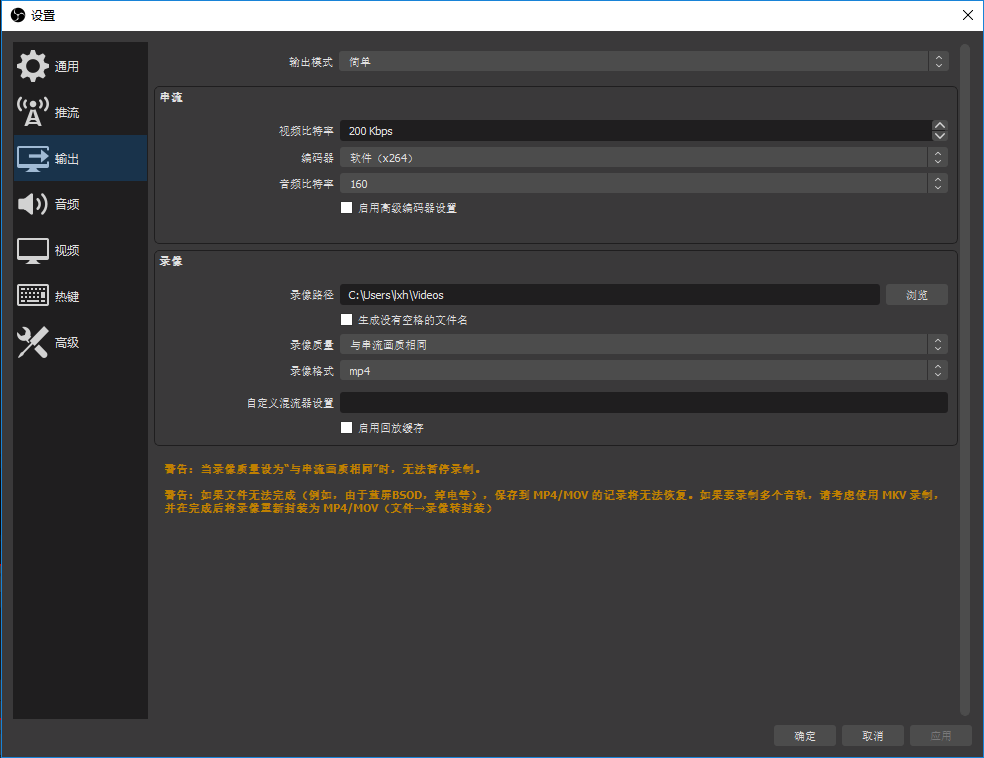 设置
通用
推流
输出
音频
视频
热键
高级
输出模式 简单
串流
视频比特率 200 Kbps
编码器 软件（x264）
音频比特率 160
启用高级编码器设置
录像
录像路径 C:\Users\lxh\Videos 浏览
生成没有空格的文件名
录像质量 与串流画质相同
录像格式 mp4
自定义混流器设置
启用回放缓存
警告：当录像质量设为“与串流画质相同”时，无法暂停录制。
警告：如果文件无法完成（例如，由于蓝屏BSOD，掉电等），保存到 MP4/MOV 的记录将无法恢复。如果要录制多个音轨，请考虑使用 MKV 录制，
并在完成后将录像重新封装为 MP4/MOV（文件→录像转封装）
确定 取消 应用